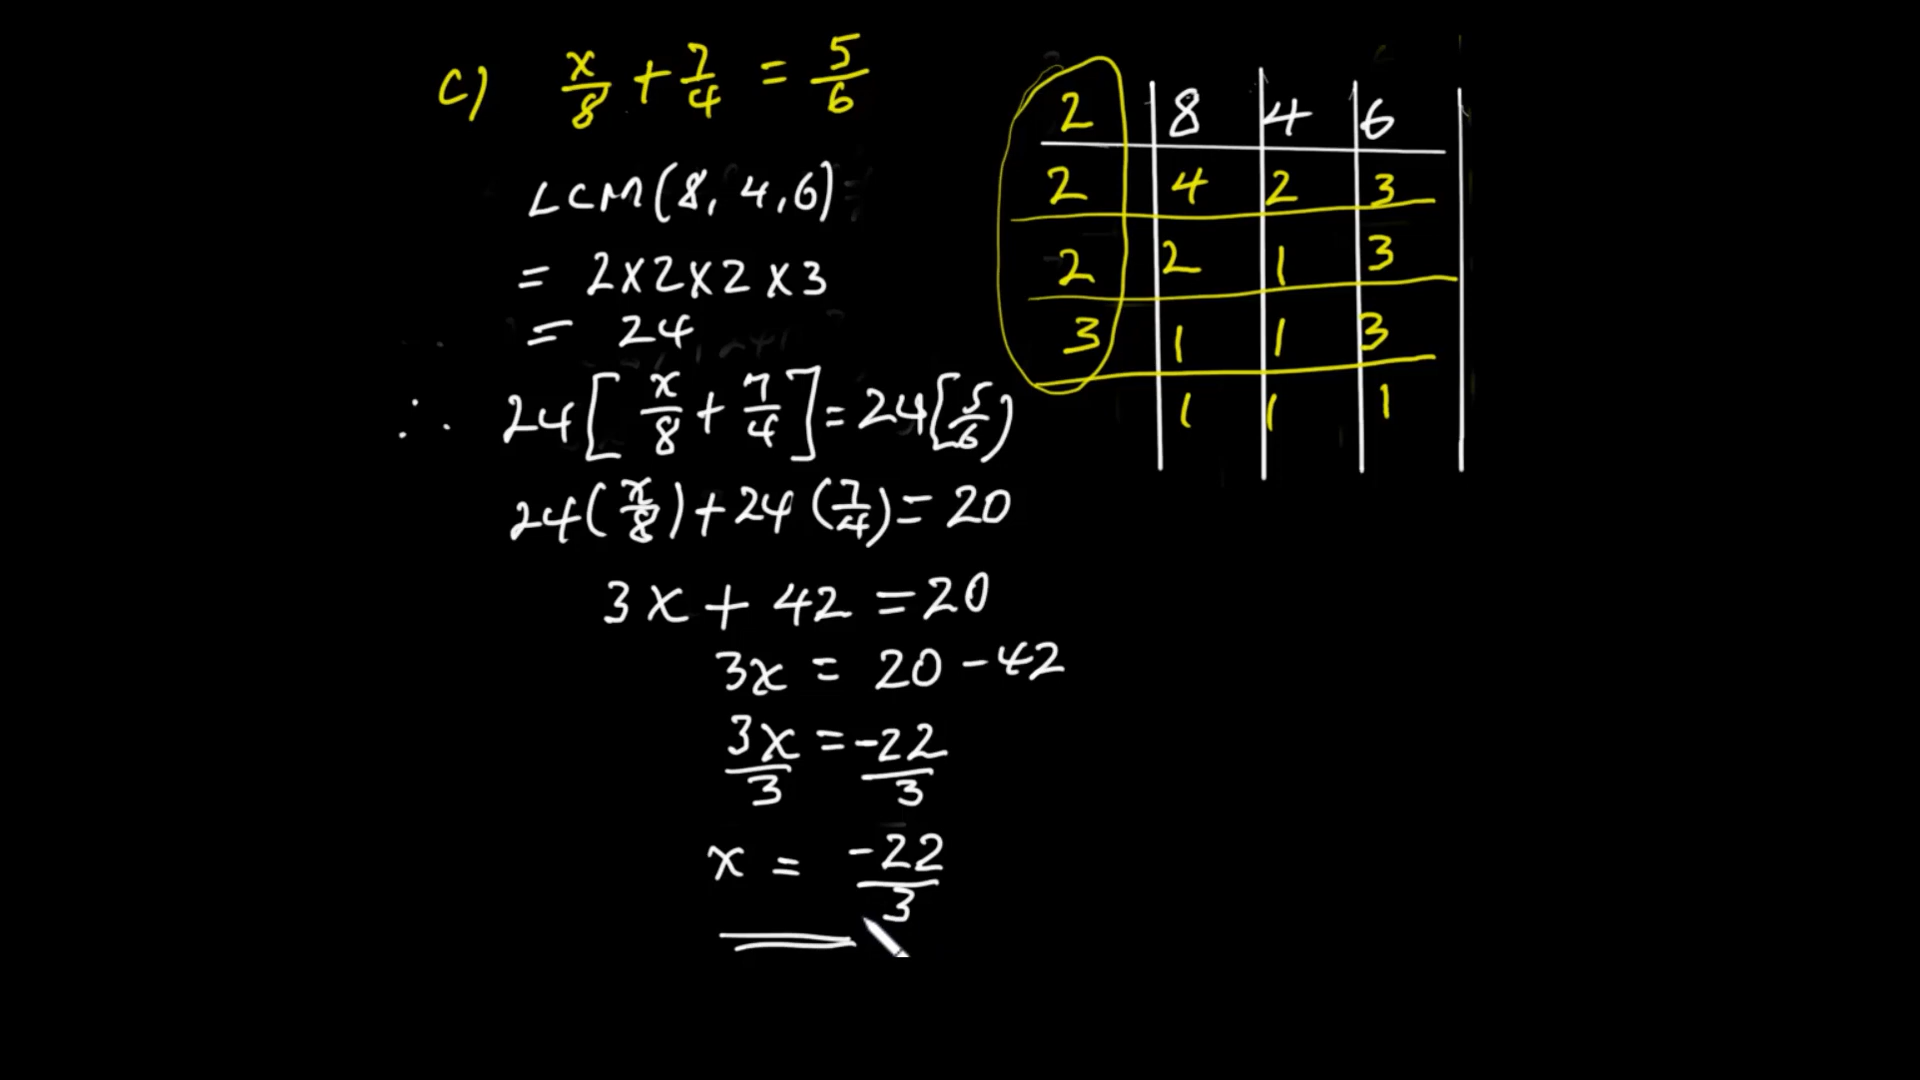 c) x/8 + 7/4 = 5/6
LCM(8, 4, 6)
= 2×2×2×3
= 24
∴ 24[x/8 + 7/4] = 24[5/6)
24(x/8) + 24(7/4) = 20
3x + 42 = 20
3x = 20 - 42
3x/3 = -22/3
x = -22/3
2 8 4 6
2 4 2 3
2 2 1 3
3 1 1 3
1 1 1